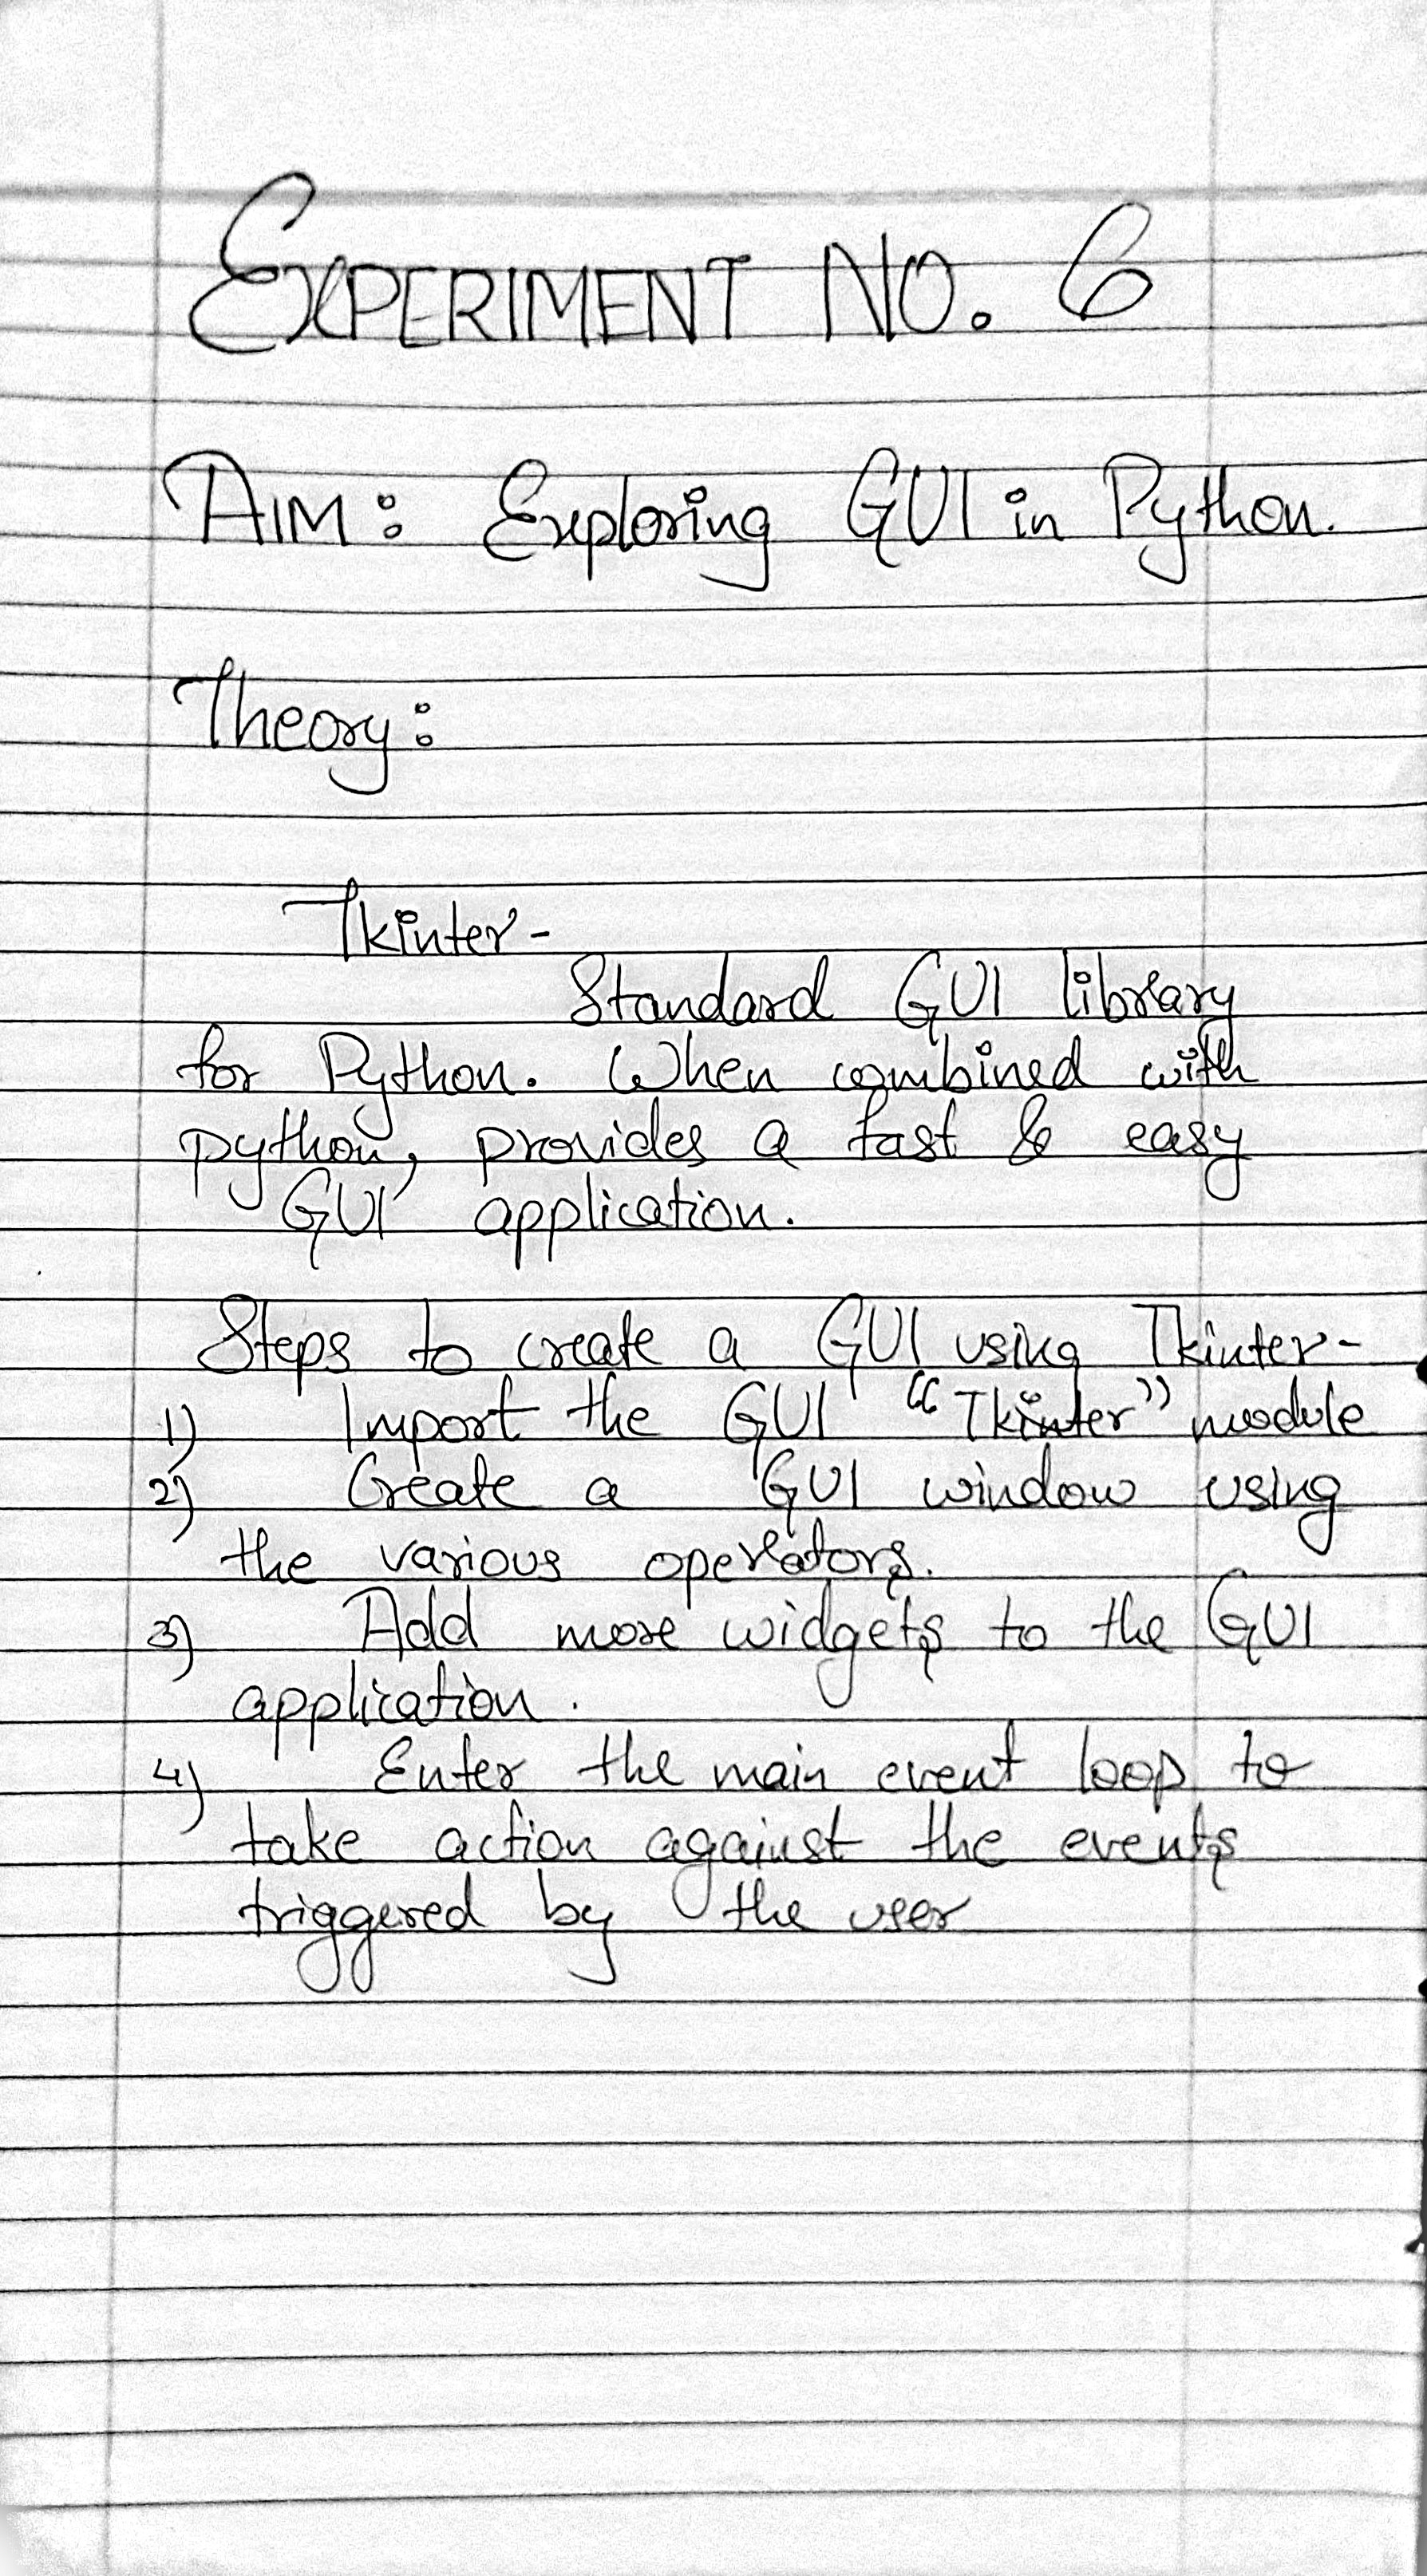 EXPERIMENT NO. 6
AIM: Exploring GUI in Python.
Theory:
Tkinter-
Standard GUI library
for Python. When combined with
python, provides a fast & easy
GUI application.
Steps to create a GUI using Tkinter-
1) Import the GUI "Tkinter" module
2) Create a GUI window using
the various operators.
3) Add more widgets to the GUI
application.
4) Enter the main event loop to
take action against the events
triggered by the user